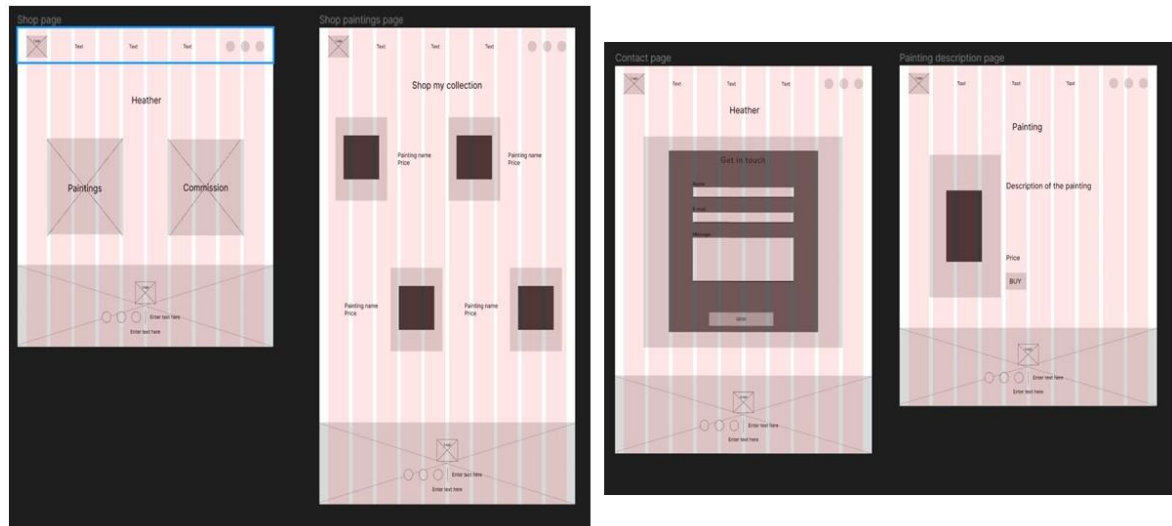 Shop page
Text
Text
Text
Heather
Paintings
Commission
Enter text here
Enter text here
Shop paintings page
Text
Text
Text
Shop my collection
Painting name
Price
Painting name
Price
Painting name
Price
Painting name
Price
Enter text here
Enter text here
Contact page
Text
Text
Text
Heather
Get in touch
Name
E-mail
Message
Enter text here
Enter text here
Painting description page
Text
Text
Text
Painting
Description of the painting
Price
BUY
Enter text here
Enter text here